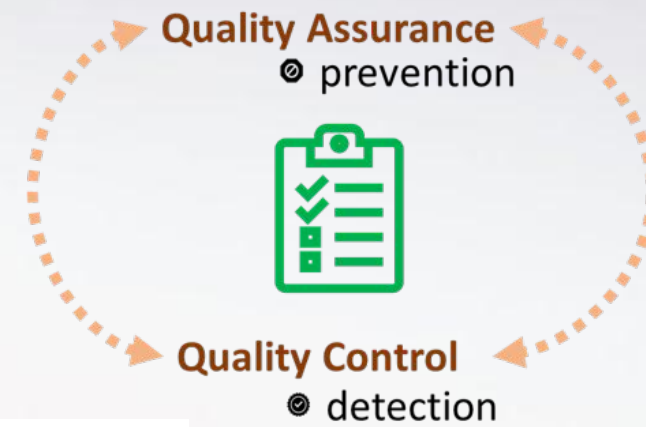 Quality Assurance
prevention
Quality Control
detection